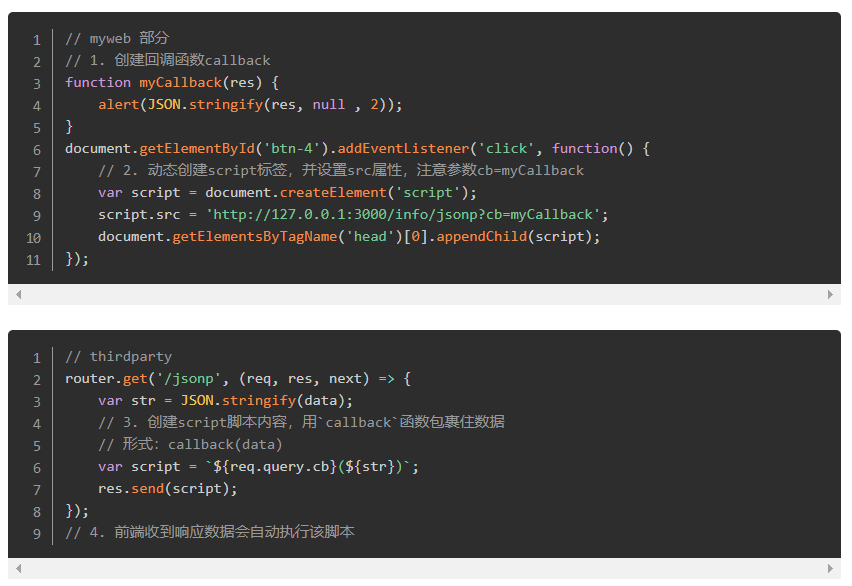 1 // myweb 部分
2 // 1. 创建回调函数callback
3 function myCallback(res) {
4     alert(JSON.stringify(res, null , 2));
5 }
6 document.getElementById('btn-4').addEventListener('click', function() {
7     // 2. 动态创建script标签，并设置src属性，注意参数cb=myCallback
8     var script = document.createElement('script');
9     script.src = 'http://127.0.0.1:3000/info/jsonp?cb=myCallback';
10     document.getElementsByTagName('head')[0].appendChild(script);
11 });
1 // thirdparty
2 router.get('/jsonp', (req, res, next) => {
3     var str = JSON.stringify(data);
4     // 3. 创建script脚本内容，用`callback`函数包裹住数据
5     // 形式：callback(data)
6     var script = `${req.query.cb}(${str})`;
7     res.send(script);
8 });
9 // 4. 前端收到响应数据会自动执行该脚本